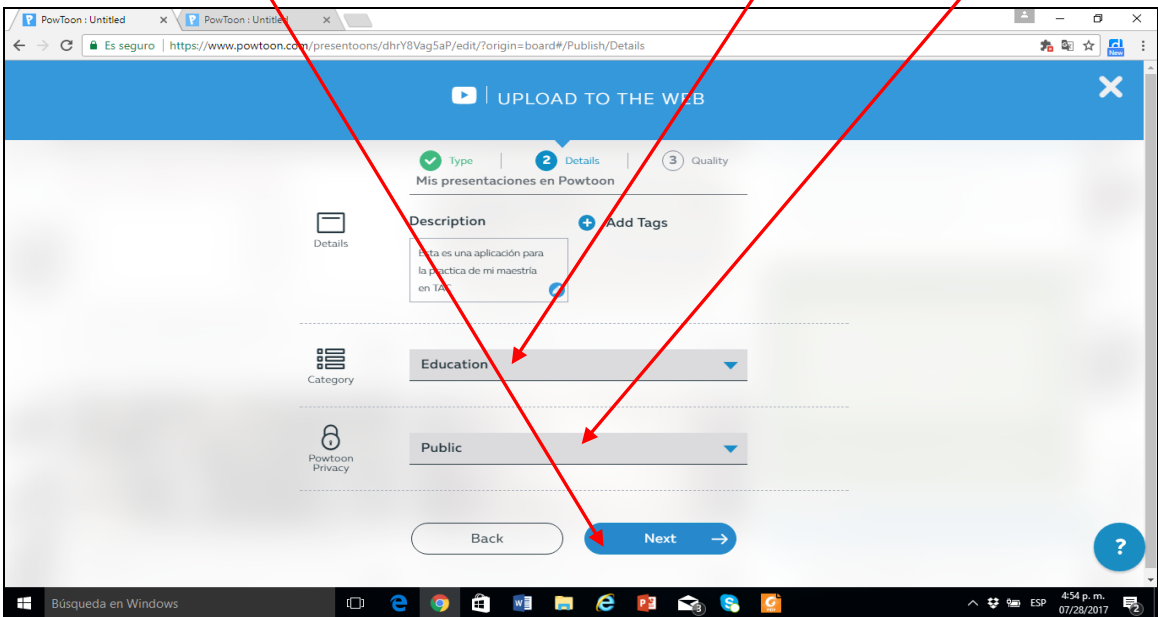 PowToon : Untitled
PowToon : Untitled
Es seguro | https://www.powtoon.com/presentoons/dhrY8Vag5aP/edit/?origin=board#/Publish/Details
New
UPLOAD TO THE WEB
Type | 2 Details | 3 Quality
Mis presentaciones en Powtoon
Details
Description
Add Tags
Esta es una aplicación para
la practica de mi maestría
en TAC
Category
Education
Powtoon
Privacy
Public
Back
Next
?
Búsqueda en Windows
3
ESP
4:54 p. m.
07/28/2017
2